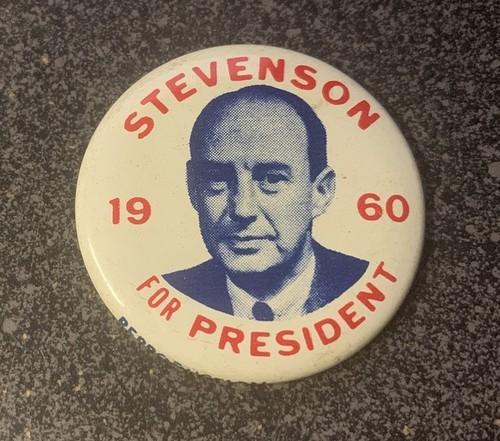 STEVENSON
19 60
FOR PRESIDENT